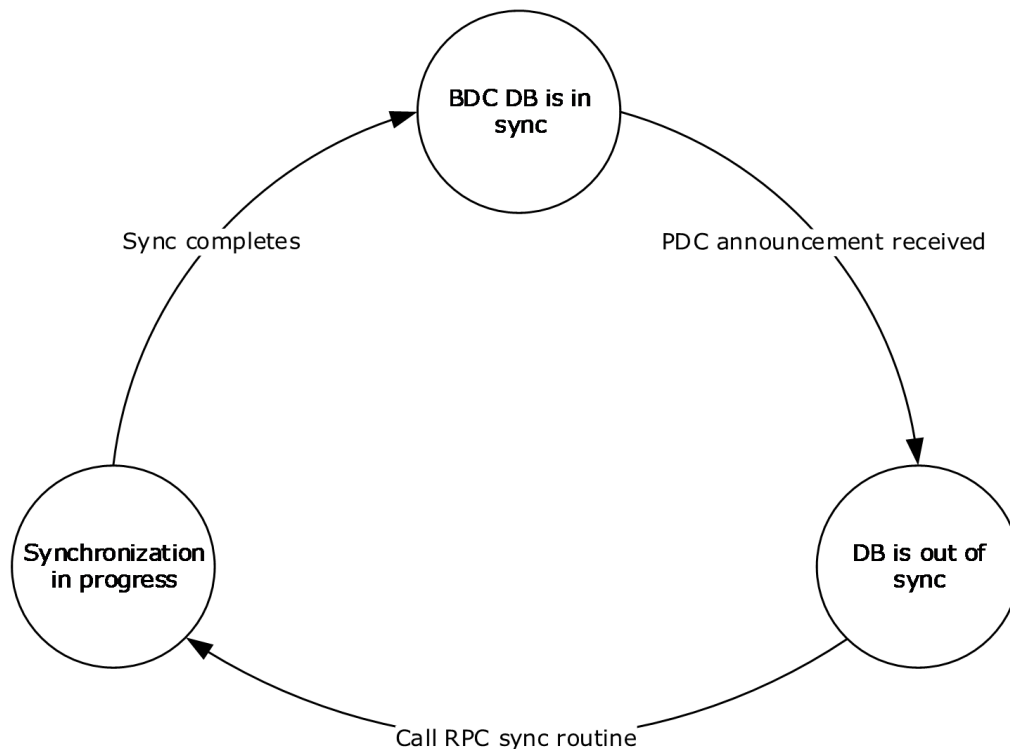 BDC DB is in
sync
Sync completes
PDC announcement received
Synchronization
in progress
DB is out of
sync
Call RPC sync routine